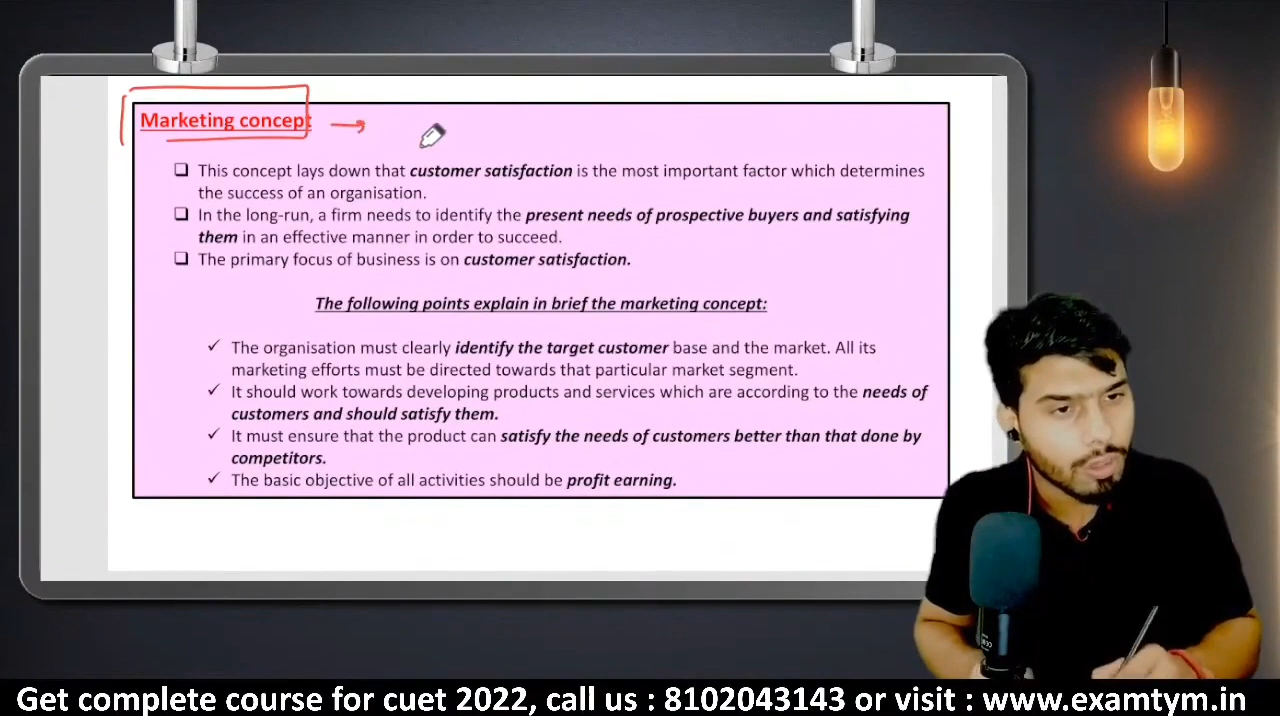 Marketing concept
❑ This concept lays down that customer satisfaction is the most important factor which determines
the success of an organisation.
❑ In the long-run, a firm needs to identify the present needs of prospective buyers and satisfying
them in an effective manner in order to succeed.
❑ The primary focus of business is on customer satisfaction.
The following points explain in brief the marketing concept:
✓ The organisation must clearly identify the target customer base and the market. All its
marketing efforts must be directed towards that particular market segment.
✓ It should work towards developing products and services which are according to the needs of
customers and should satisfy them.
✓ It must ensure that the product can satisfy the needs of customers better than that done by
competitors.
✓ The basic objective of all activities should be profit earning.
Get complete course for cuet 2022, call us : 8102043143 or visit : www.examtym.in